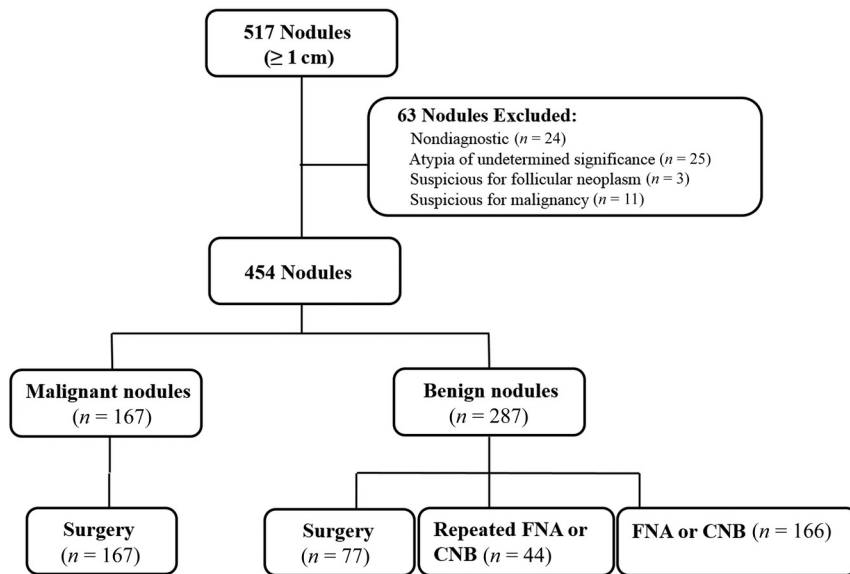 517 Nodules
(≥ 1 cm)
63 Nodules Excluded:
Nondiagnostic (n = 24)
Atypia of undetermined significance (n = 25)
Suspicious for follicular neoplasm (n = 3)
Suspicious for malignancy (n = 11)
454 Nodules
Malignant nodules
(n = 167)
Benign nodules
(n = 287)
Surgery
(n = 167)
Surgery
(n = 77)
Repeated FNA or
CNB (n = 44)
FNA or CNB (n = 166)